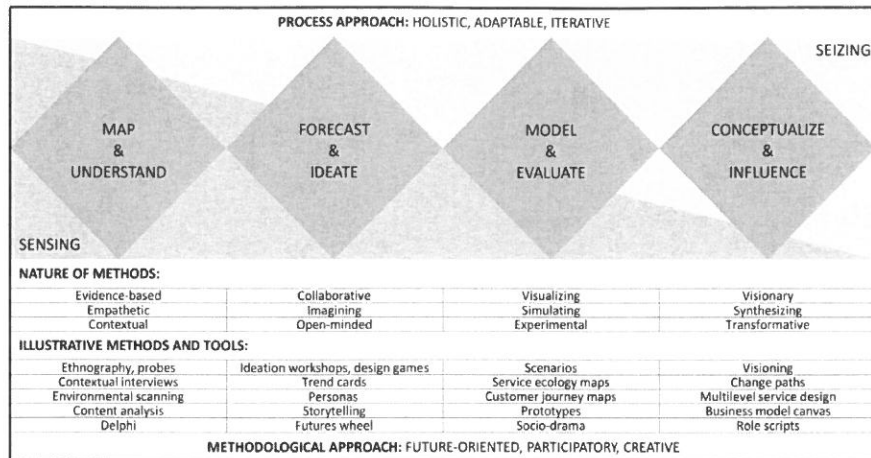 PROCESS APPROACH: HOLISTIC, ADAPTABLE, ITERATIVE
SEIZING
MAP
&
UNDERSTAND
FORECAST
&
IDEATE
MODEL
&
EVALUATE
CONCEPTUALIZE
&
INFLUENCE
SENSING
NATURE OF METHODS:
Evidence-based Collaborative Visualizing Visionary
Empathetic Imagining Simulating Synthesizing
Contextual Open-minded Experimental Transformative
ILLUSTRATIVE METHODS AND TOOLS:
Ethnography, probes Ideation workshops, design games Scenarios Visioning
Contextual interviews Trend cards Service ecology maps Change paths
Environmental scanning Personas Customer journey maps Multilevel service design
Content analysis Storytelling Prototypes Business model canvas
Delphi Futures wheel Socio-drama Role scripts
METHODOLOGICAL APPROACH: FUTURE-ORIENTED, PARTICIPATORY, CREATIVE